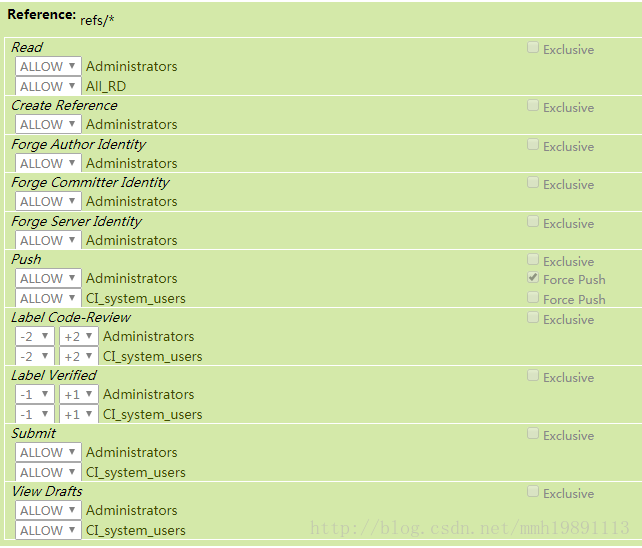 Reference: refs/*
Read Exclusive
ALLOW Administrators
ALLOW All_RD
Create Reference Exclusive
ALLOW Administrators
Forge Author Identity Exclusive
ALLOW Administrators
Forge Committer Identity Exclusive
ALLOW Administrators
Forge Server Identity Exclusive
ALLOW Administrators
Push Exclusive
ALLOW Administrators Force Push
ALLOW CI_system_users Force Push
Label Code-Review Exclusive
-2 +2 Administrators
-2 +2 CI_system_users
Label Verified Exclusive
-1 +1 Administrators
-1 +1 CI_system_users
Submit Exclusive
ALLOW Administrators
ALLOW CI_system_users
View Drafts Exclusive
ALLOW Administrators
ALLOW CI_system_users
http://blog.csdn.net/mmh19891113